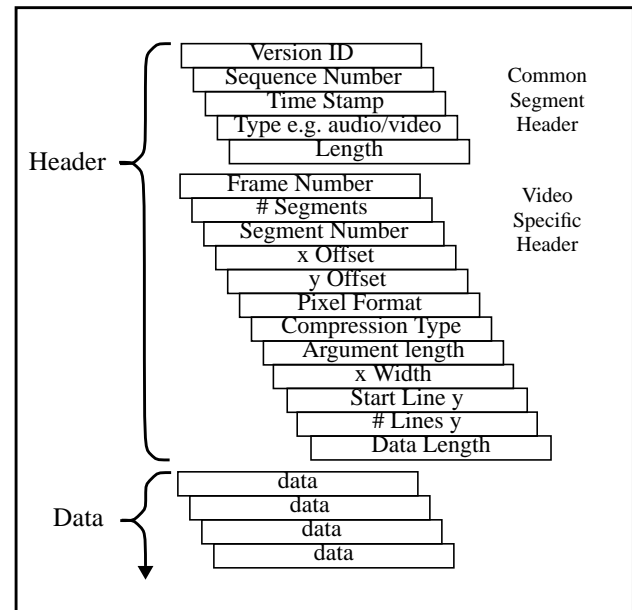 Version ID
Sequence Number
Time Stamp
Type e.g. audio/video
Length
Common
Segment
Header
Header
Frame Number
# Segments
Segment Number
x Offset
y Offset
Pixel Format
Compression Type
Argument length
x Width
Start Line y
# Lines y
Data Length
Video
Specific
Header
Data
data
data
data
data